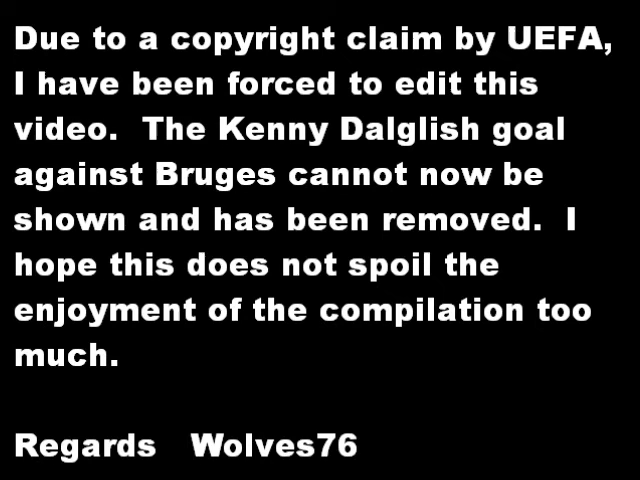 Due to a copyright claim by UEFA,
I have been forced to edit this
video.  The Kenny Dalglish goal
against Bruges cannot now be
shown and has been removed.  I
hope this does not spoil the
enjoyment of the compilation too
much.
Regards   Wolves76